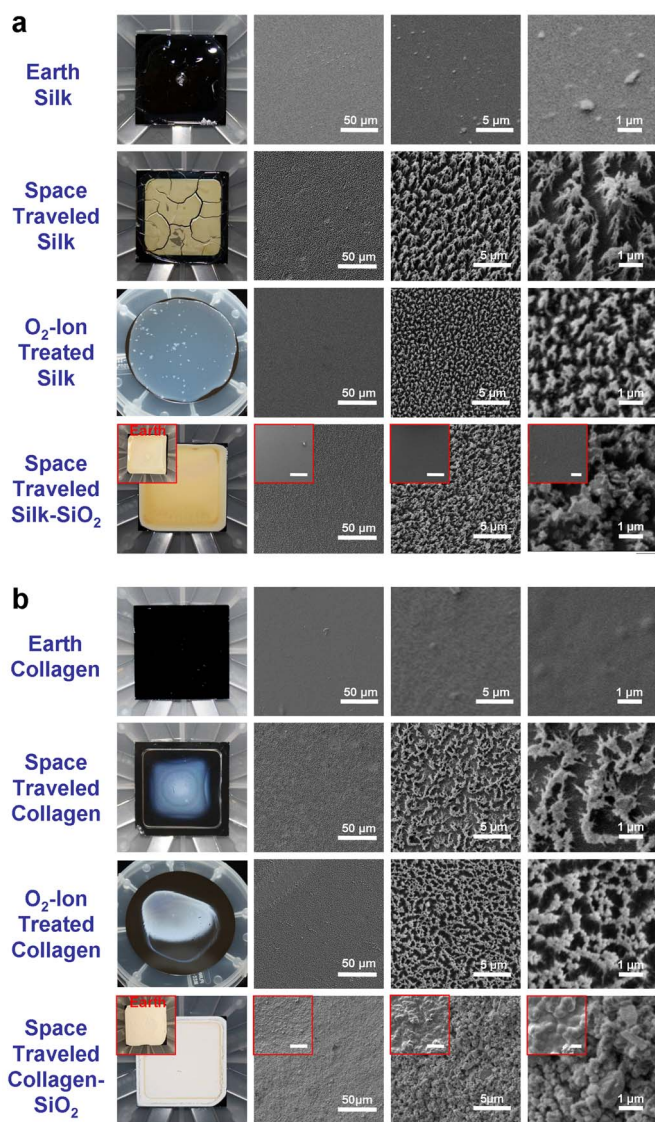 a
Earth
Silk
50 µm
5 µm
1 µm
Space
Traveled
Silk
50 µm
5 µm
1 µm
O₂-Ion
Treated
Silk
50 µm
5 µm
1 µm
Space
Traveled
Silk-SiO₂
Earth
50 µm
5 µm
1 µm
b
Earth
Collagen
50 µm
5 µm
1 µm
Space
Traveled
Collagen
50 µm
5 µm
1 µm
O₂-Ion
Treated
Collagen
50 µm
5 µm
1 µm
Space
Traveled
Collagen-
SiO₂
Earth
50µm
5µm
1 µm